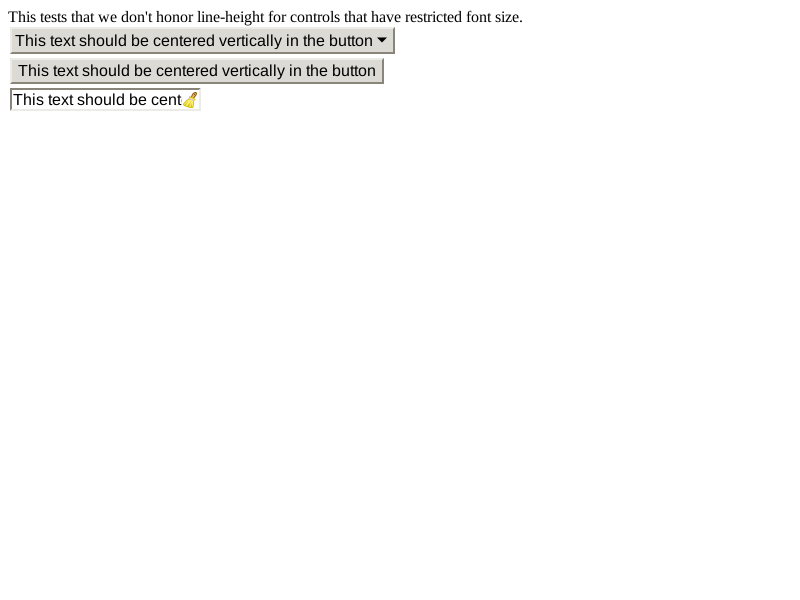 This tests that we don't honor line-height for controls that have restricted font size.
This text should be centered vertically in the button
This text should be centered vertically in the button
This text should be cent